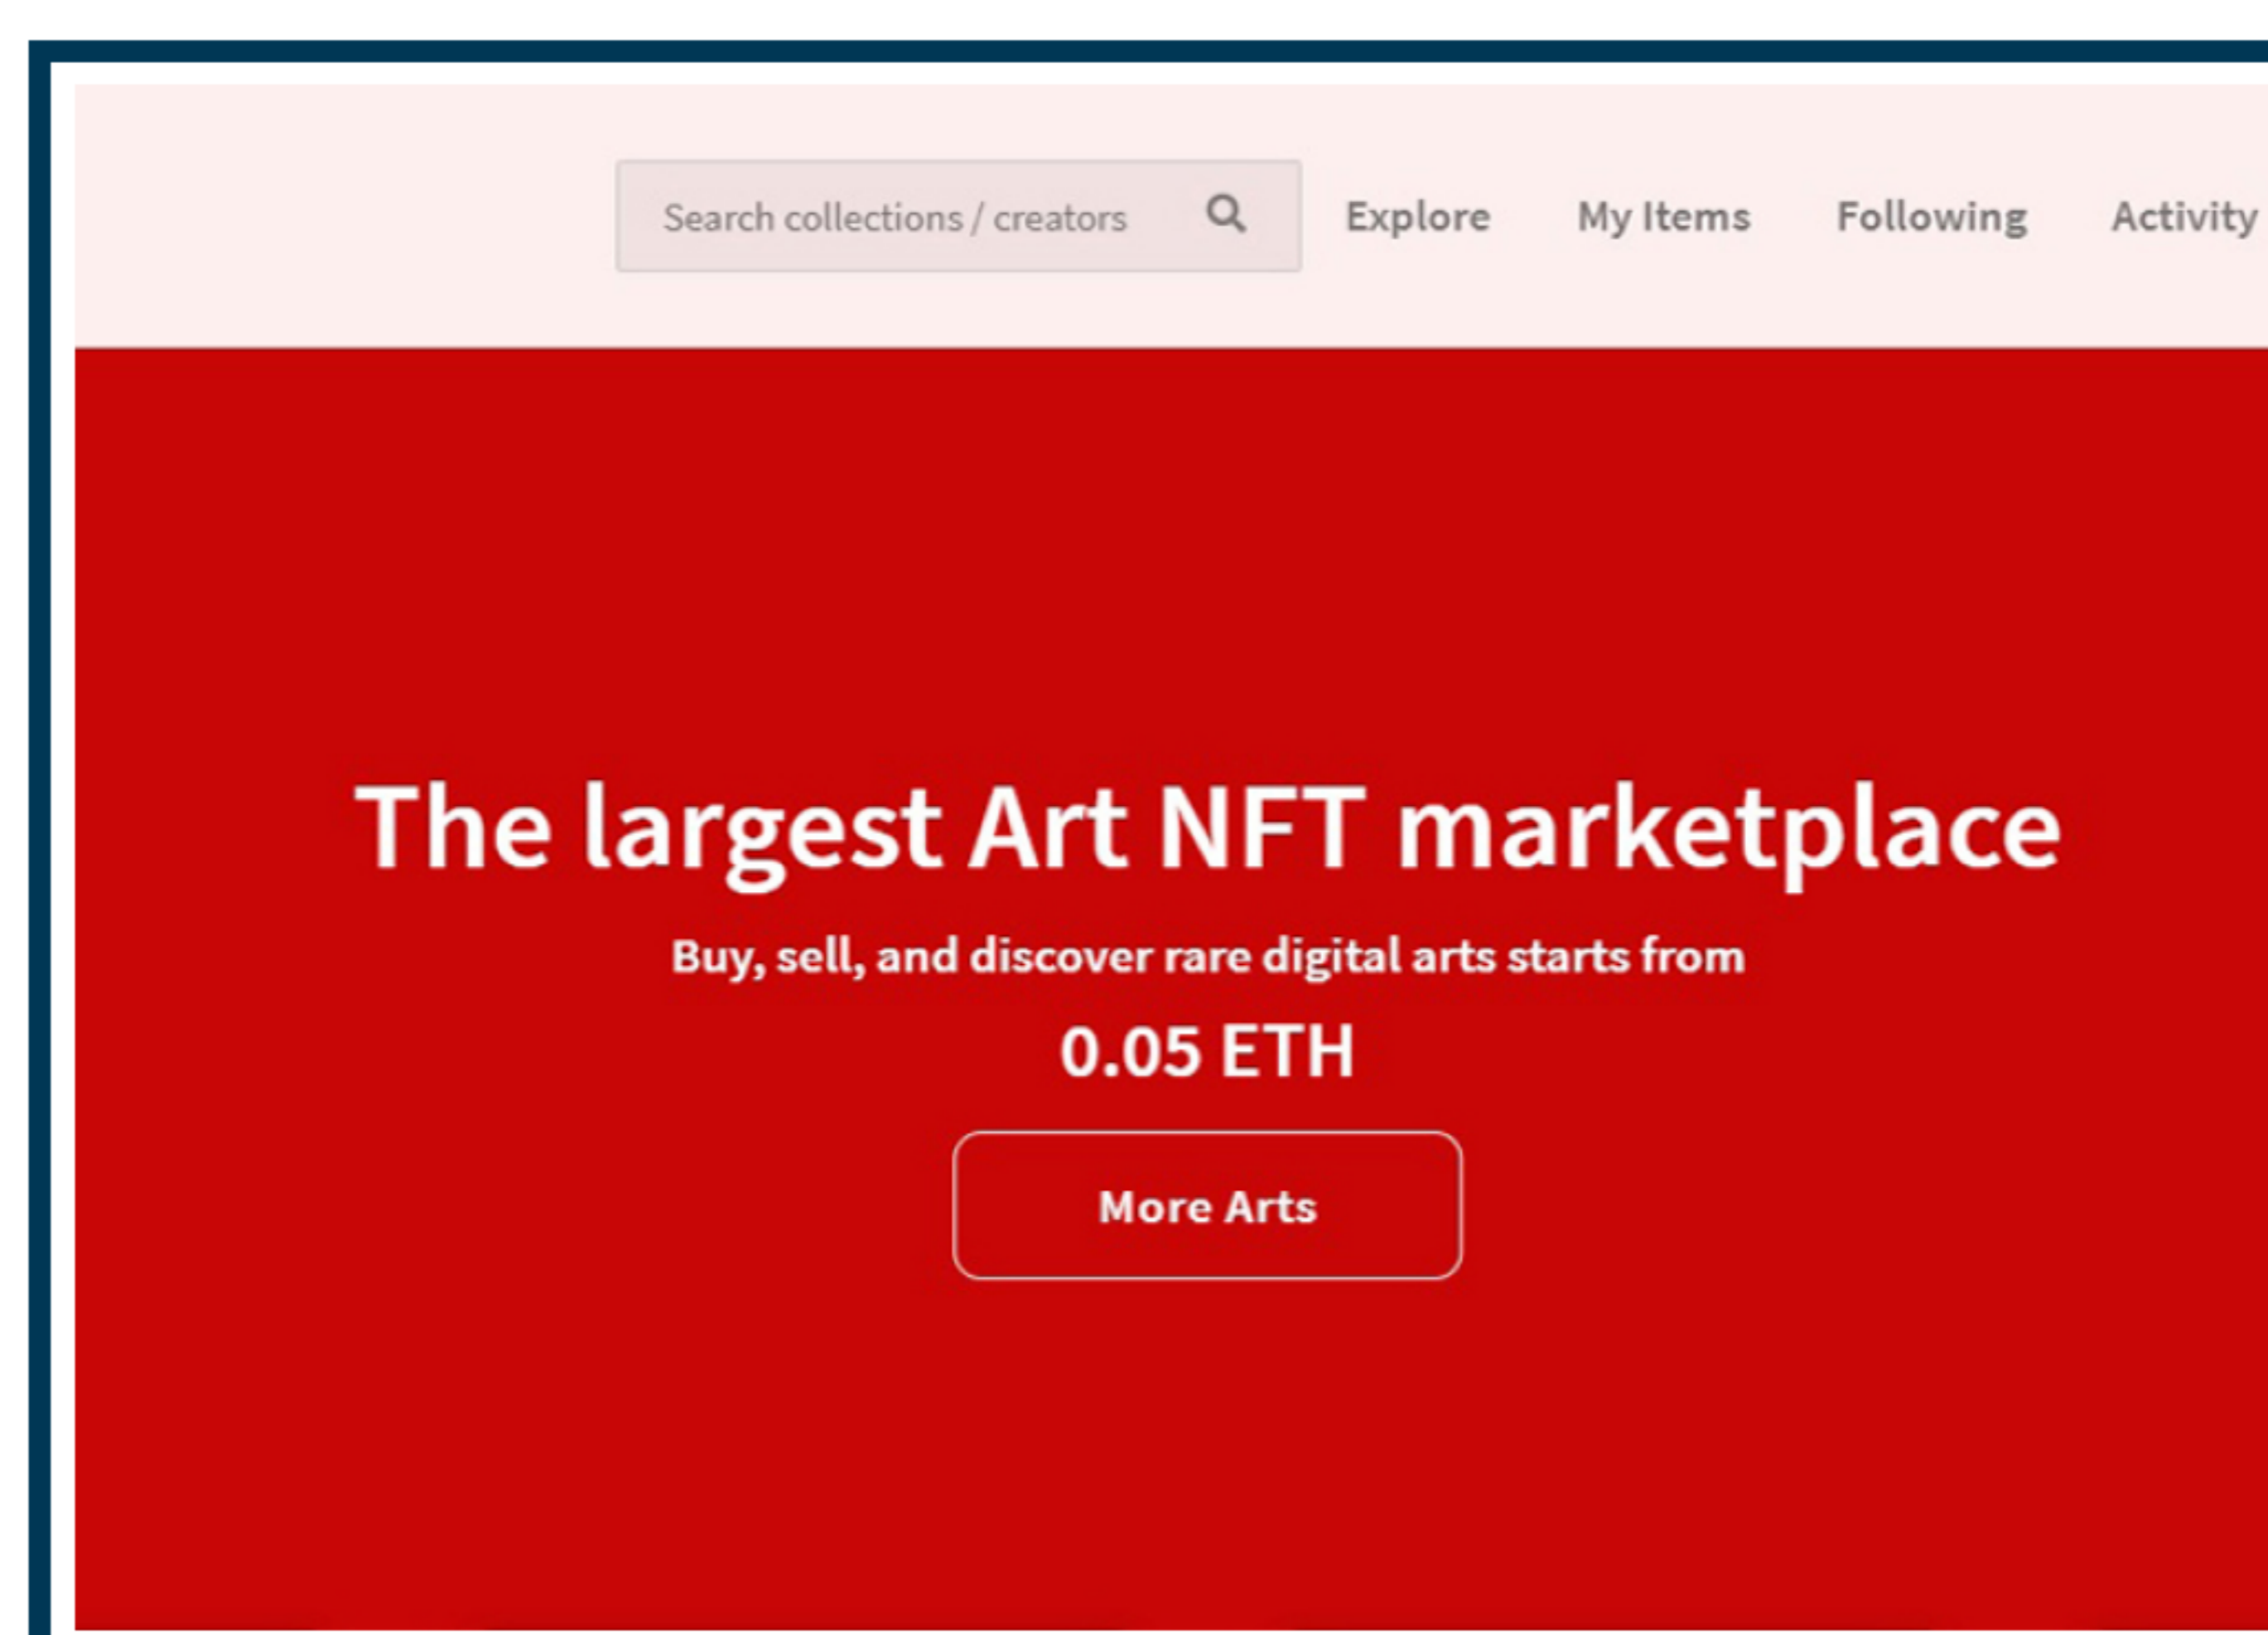 Search collections / creators Explore My Items Following Activity
The largest Art NFT marketplace
Buy, sell, and discover rare digital arts starts from
0.05 ETH
More Arts